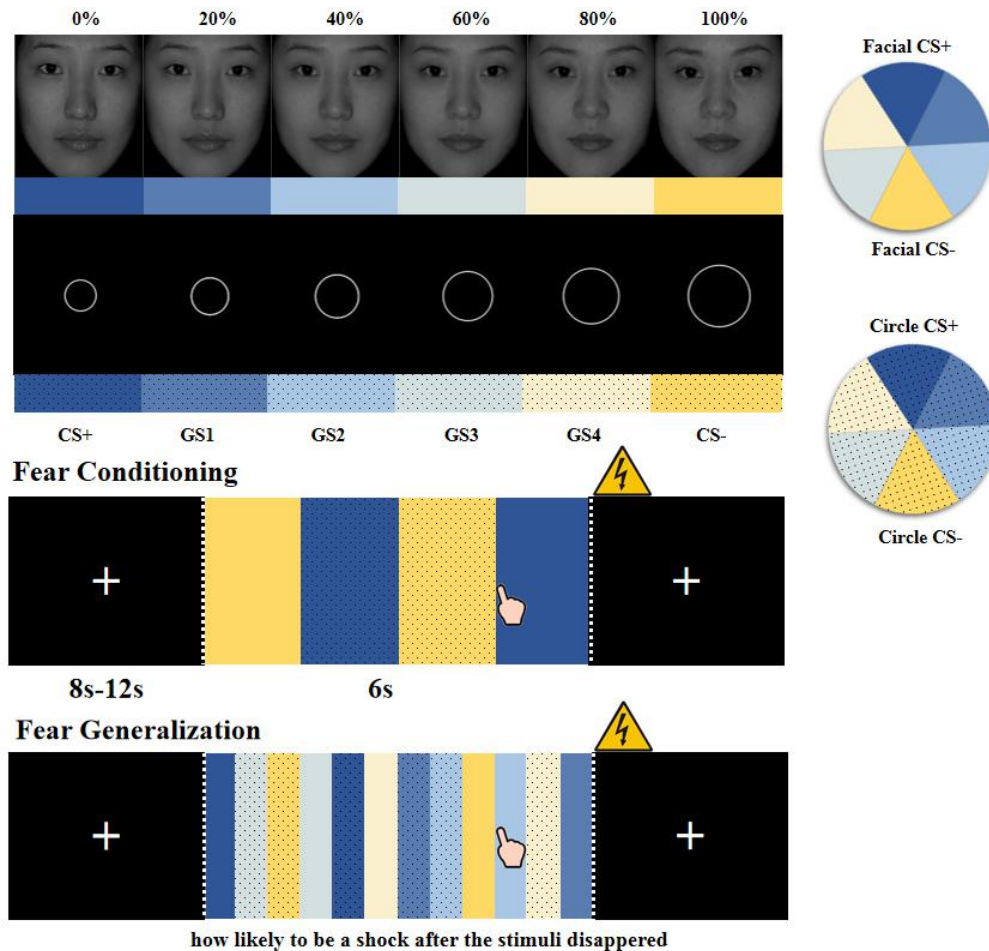 0% 20% 40% 60% 80% 100%
Facial CS+
Facial CS-
Circle CS+
Circle CS-
CS+ GS1 GS2 GS3 GS4 CS-
Fear Conditioning
8s-12s 6s
Fear Generalization
how likely to be a shock after the stimuli disappered